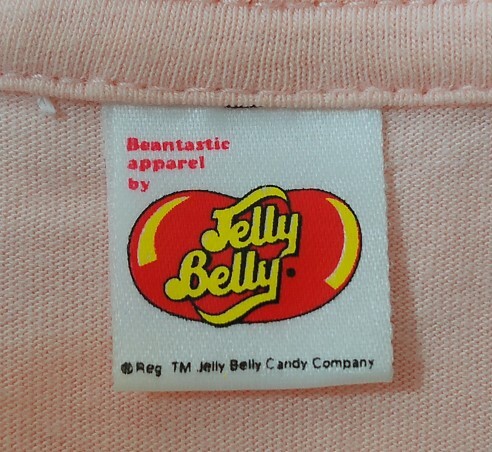 Beantastic
apparel
by
Jelly
Belly
® Reg TM Jelly Belly Candy Company